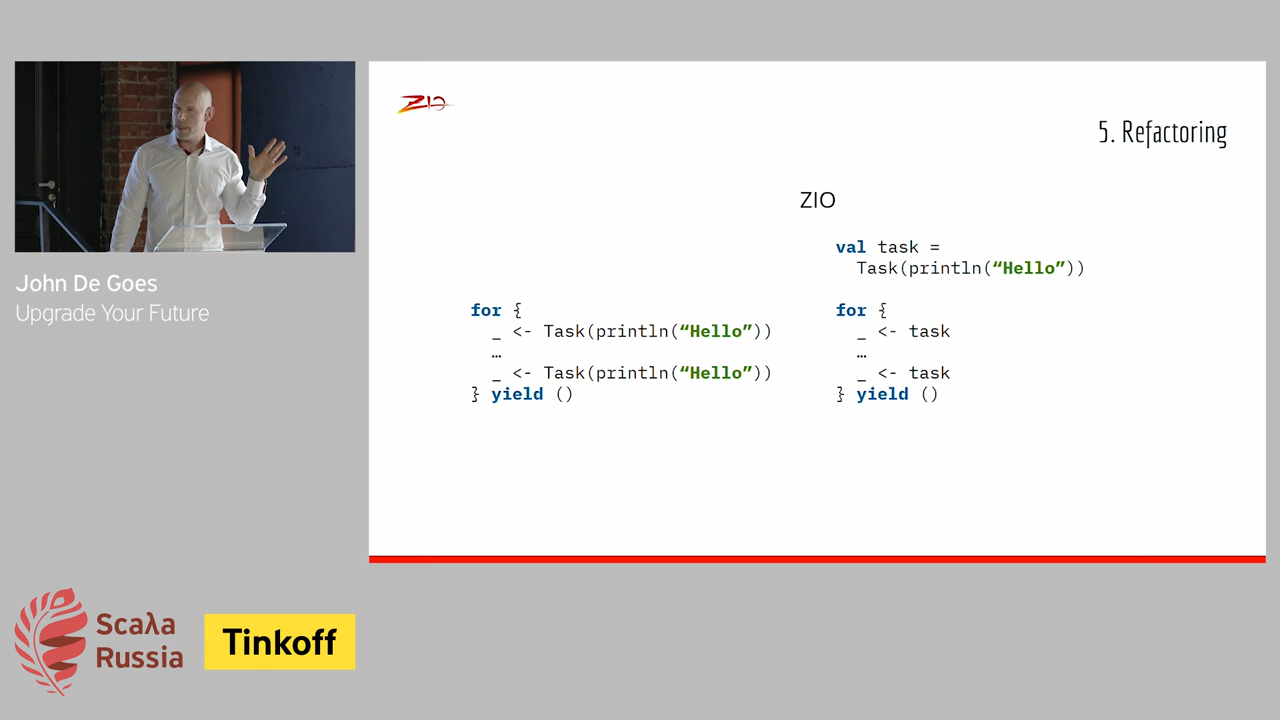 ZIO
5. Refactoring
ZIO
for {
_ <- Task(println(“Hello”))
…
_ <- Task(println(“Hello”))
} yield ()
val task =
Task(println(“Hello”))
for {
_ <- task
…
_ <- task
} yield ()
John De Goes
Upgrade Your Future
Scaλa
Russia
Tinkoff